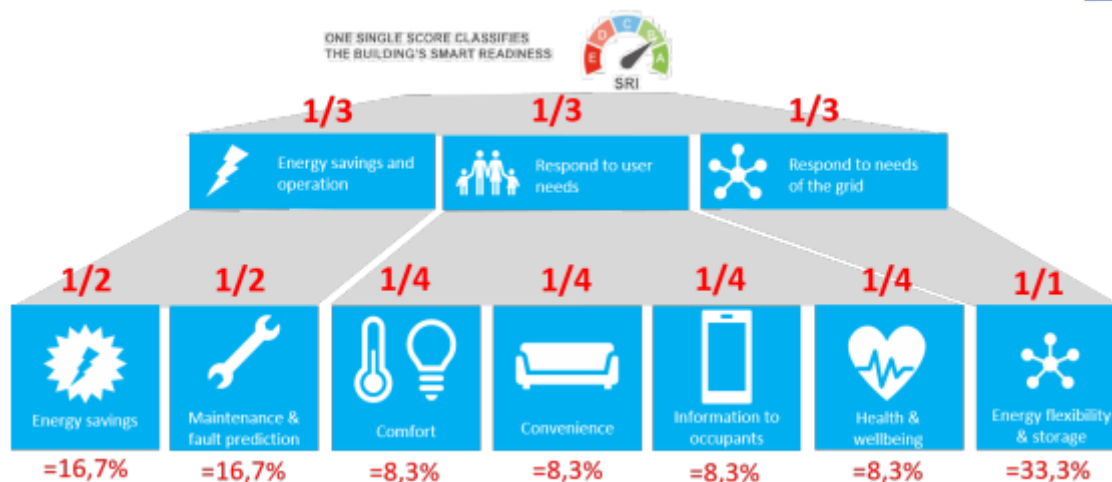 ONE SINGLE SCORE CLASSIFIES
THE BUILDING'S SMART READINESS
E
D
C
B
A
SRI
1/3
1/3
1/3
Energy savings and
operation
Respond to user
needs
Respond to needs
of the grid
1/2
1/2
1/4
1/4
1/4
1/4
1/1
Energy savings
Maintenance &
fault prediction
Comfort
Convenience
Information to
occupants
Health &
wellbeing
Energy flexibility
& storage
=16,7%
=16,7%
=8,3%
=8,3%
=8,3%
=8,3%
=33,3%